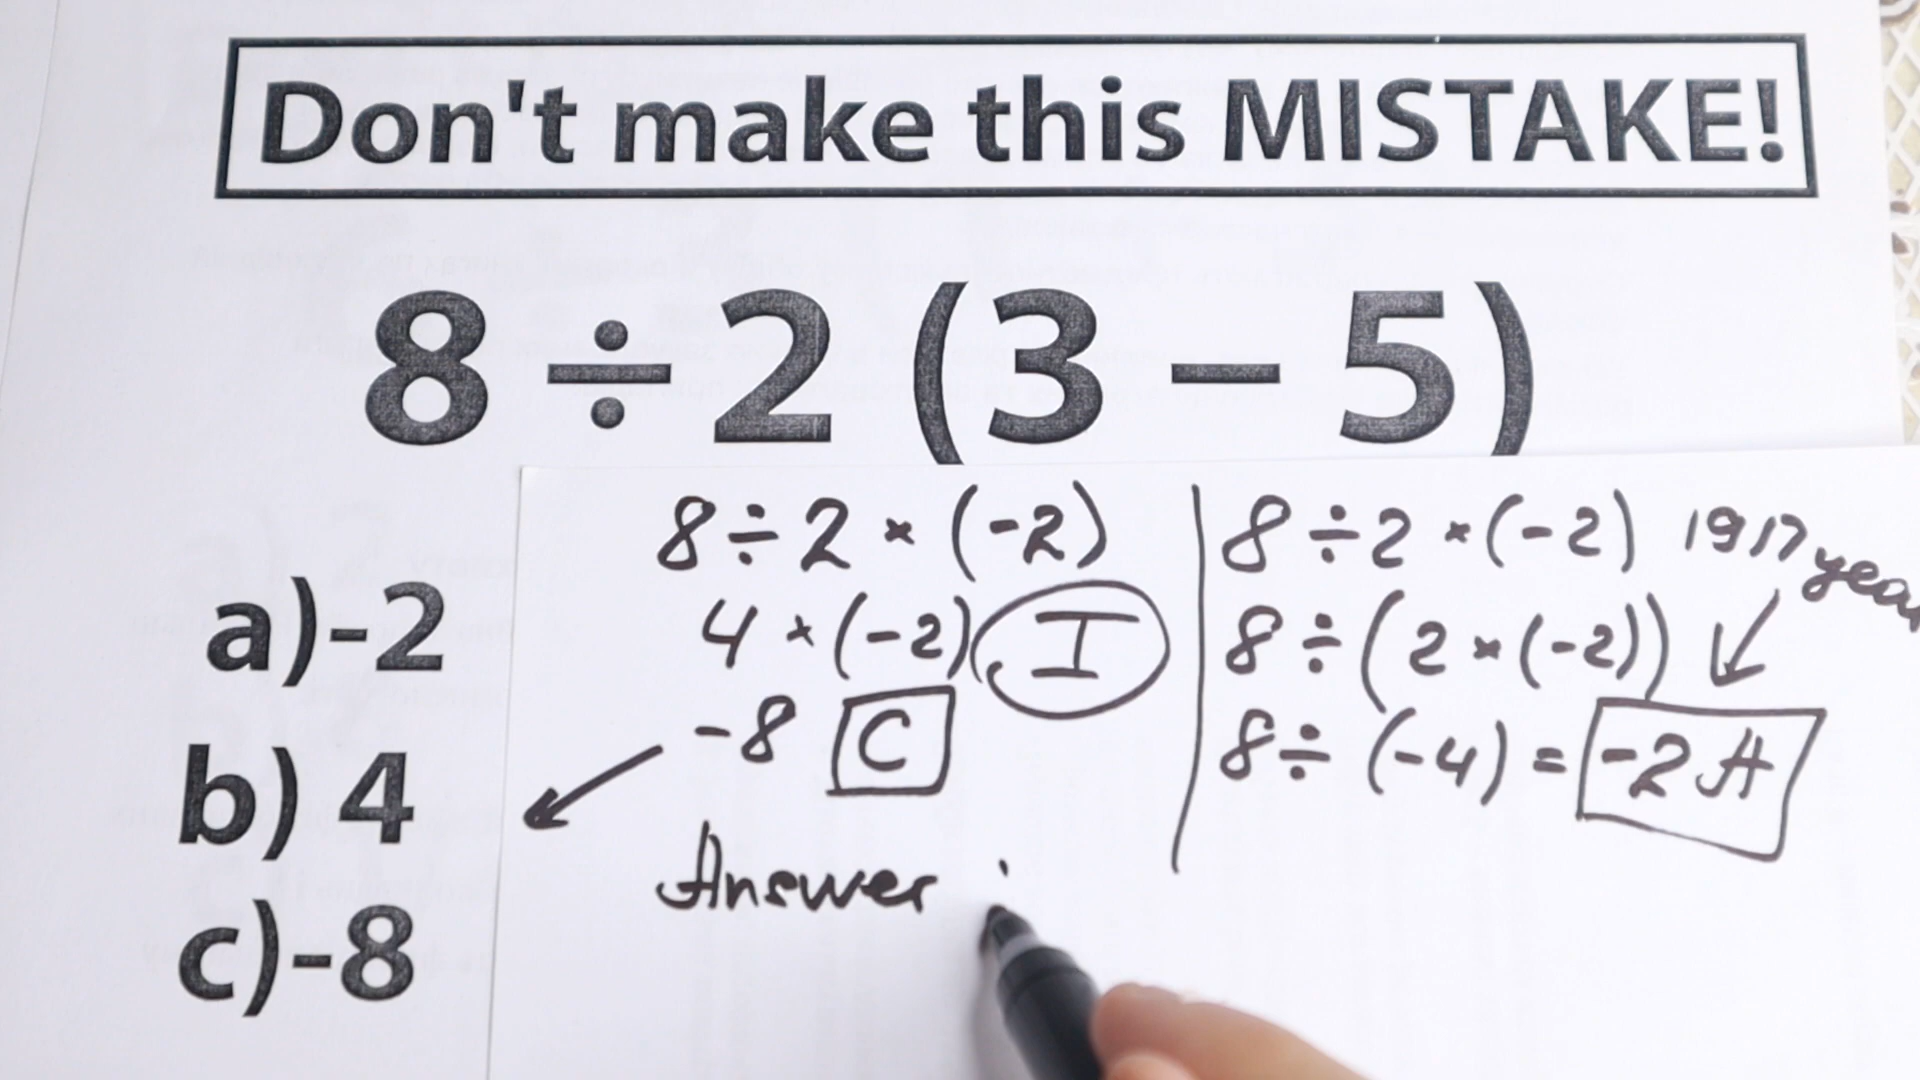 Don't make this MISTAKE!
8 ÷ 2 (3 – 5)
a)-2
b) 4
c)-8
8 ÷ 2 × (-2)
4 × (-2) I
-8 C
Answer :
8 ÷ 2 × (-2) 1917 year
8 ÷ (2 × (-2))
8 ÷ (-4) = -2 A